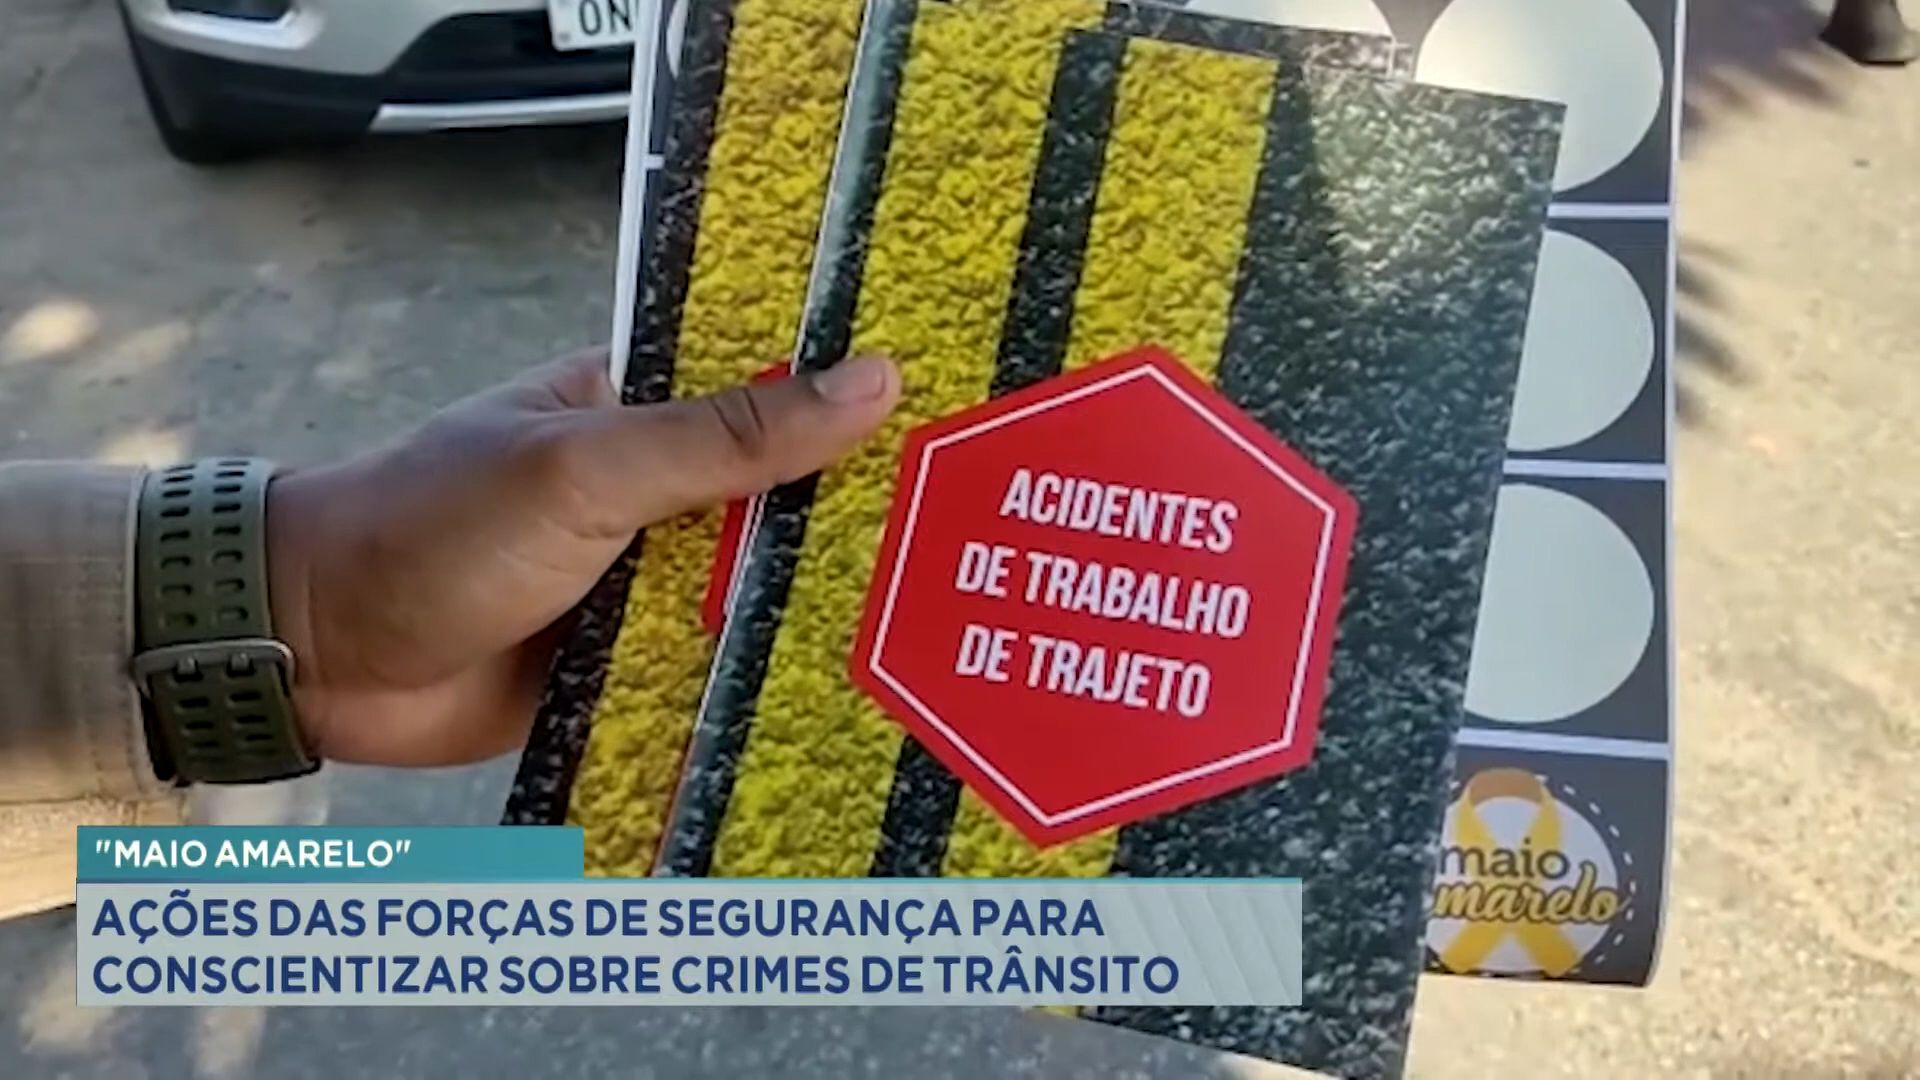 ON
ACIDENTES
DE TRABALHO
DE TRAJETO
maio
amarelo
"MAIO AMARELO"
AÇÕES DAS FORÇAS DE SEGURANÇA PARA
CONSCIENTIZAR SOBRE CRIMES DE TRÂNSITO